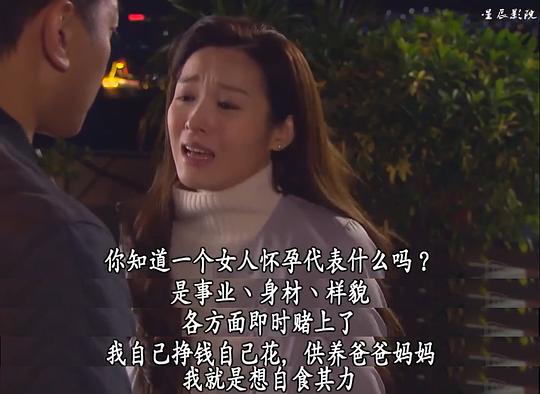 星辰影院
你知道一个女人怀孕代表什么吗？
是事业、身材、样貌
各方面即时赌上了
我自己挣钱自己花，供养爸爸妈妈
我就是想自食其力